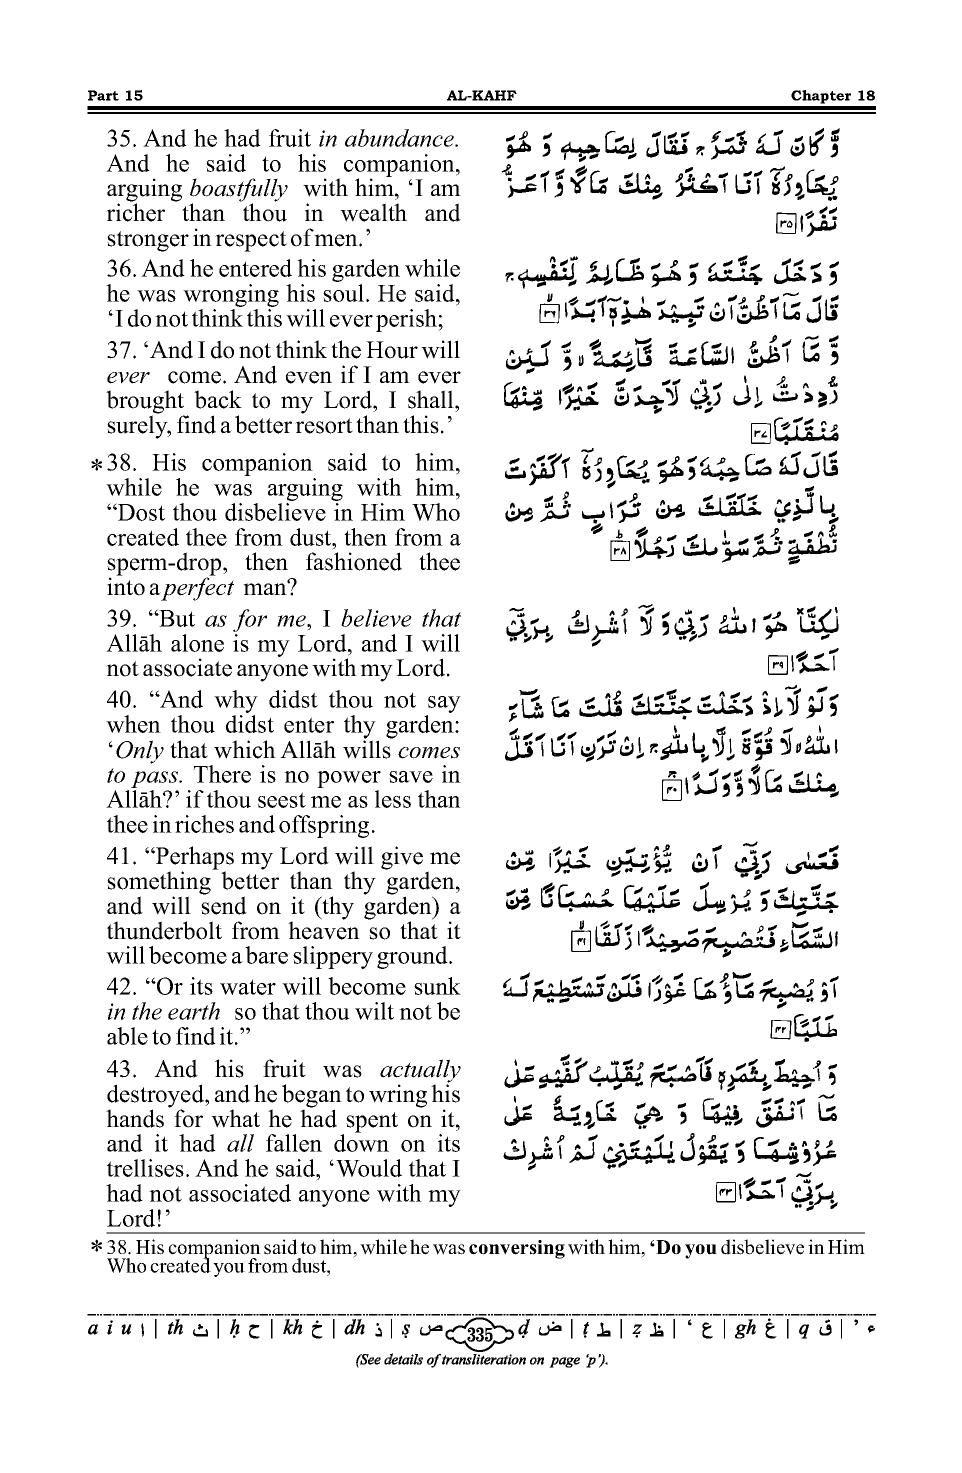 Part 15 AL-KAHF Chapter 18
35. And he had fruit in abundance.
And he said to his companion,
arguing boastfully with him, ‘I am
richer than thou in wealth and
stronger in respect of men.’
36. And he entered his garden while
he was wronging his soul. He said,
‘I do not think this will ever perish;
37. ‘And I do not think the Hour will
ever come. And even if I am ever
brought back to my Lord, I shall,
surely, find a better resort than this.’
*38. His companion said to him,
while he was arguing with him,
“Dost thou disbelieve in Him Who
created thee from dust, then from a
sperm-drop, then fashioned thee
into a perfect man?
39. “But as for me, I believe that
Allāh alone is my Lord, and I will
not associate anyone with my Lord.
40. “And why didst thou not say
when thou didst enter thy garden:
‘Only that which Allāh wills comes
to pass. There is no power save in
Allāh?’ if thou seest me as less than
thee in riches and offspring.
41. “Perhaps my Lord will give me
something better than thy garden,
and will send on it (thy garden) a
thunderbolt from heaven so that it
will become a bare slippery ground.
42. “Or its water will become sunk
in the earth so that thou wilt not be
able to find it.”
43. And his fruit was actually
destroyed, and he began to wring his
hands for what he had spent on it,
and it had all fallen down on its
trellises. And he said, ‘Would that I
had not associated anyone with my
Lord!’
وَّ كَانَ لَهٗ ثَمَرٌ ۚ فَقَالَ لِصَاحِبِهٖ وَ هُوَ
يُحَاوِرُهٗۤ اَنَا اَكْثَرُ مِنْكَ مَالًا وَّ اَعَزُّ
نَفَرًا ﴿۳۵﴾
وَ دَخَلَ جَنَّتَهٗ وَ هُوَ ظَالِمٌ لِّنَفْسِهٖ ۚ
قَالَ مَاۤ اَظُنُّ اَنْ تَبِيْدَ هٰذِهٖۤ اَبَدًا ﴿۳۶﴾
وَّ مَاۤ اَظُنُّ السَّاعَةَ قَآئِمَةً ۙ وَّ لَئِنْ
رُّدِدْتُّ اِلٰى رَبِّيْ لَاَجِدَنَّ خَيْرًا مِّنْهَا
مُنْقَلَبًا ﴿۳۷﴾
قَالَ لَهٗ صَاحِبُهٗ وَ هُوَ يُحَاوِرُهٗۤ اَكَفَرْتَ
بِالَّذِيْ خَلَقَكَ مِنْ تُرَابٍ ثُمَّ مِنْ
نُّطْفَةٍ ثُمَّ سَوّٰىكَ رَجُلًا ﴿۳۸﴾
لٰكِنَّا۠ هُوَ اللّٰهُ رَبِّيْ وَ لَاۤ اُشْرِكُ بِرَبِّيْۤ
اَحَدًا ﴿۳۹﴾
وَ لَوْ لَاۤ اِذْ دَخَلْتَ جَنَّتَكَ قُلْتَ مَا شَآءَ
اللّٰهُ ۙ لَا قُوَّةَ اِلَّا بِاللّٰهِ ۚ اِنْ تَرَنِ اَنَا اَقَلَّ
مِنْكَ مَالًا وَّ وَلَدًا ﴿۴۰﴾
فَعَسٰى رَبِّيْۤ اَنْ يُّؤْتِيَنِ خَيْرًا مِّنْ
جَنَّتِكَ وَ يُرْسِلَ عَلَيْهَا حُسْبَانًا مِّنَ
السَّمَآءِ فَتُصْبِحَ صَعِيْدًا زَلَقًا ﴿۴۱﴾
اَوْ يُصْبِحَ مَآؤُهَا غَوْرًا فَلَنْ تَسْتَطِيْعَ لَهٗ
طَلَبًا ﴿۴۲﴾
وَ اُحِيْطَ بِثَمَرِهٖ فَاَصْبَحَ يُقَلِّبُ كَفَّيْهِ عَلٰى
مَاۤ اَنْفَقَ فِيْهَا وَ هِيَ خَاوِيَةٌ عَلٰى
عُرُوْشِهَا وَ يَقُوْلُ يٰلَيْتَنِيْ لَمْ اُشْرِكْ
بِرَبِّيْۤ اَحَدًا ﴿۴۳﴾
*38. His companion said to him, while he was conversing with him, ‘Do you disbelieve in Him
Who created you from dust,
a i u ا | th ث | ḥ ح | kh خ | dh ذ | ṣ ص 335 ḍ ض | ṭ ط | ẓ ظ | ‘ ع | gh غ | q ق | ’ ء
(See details of transliteration on page ‘p’).